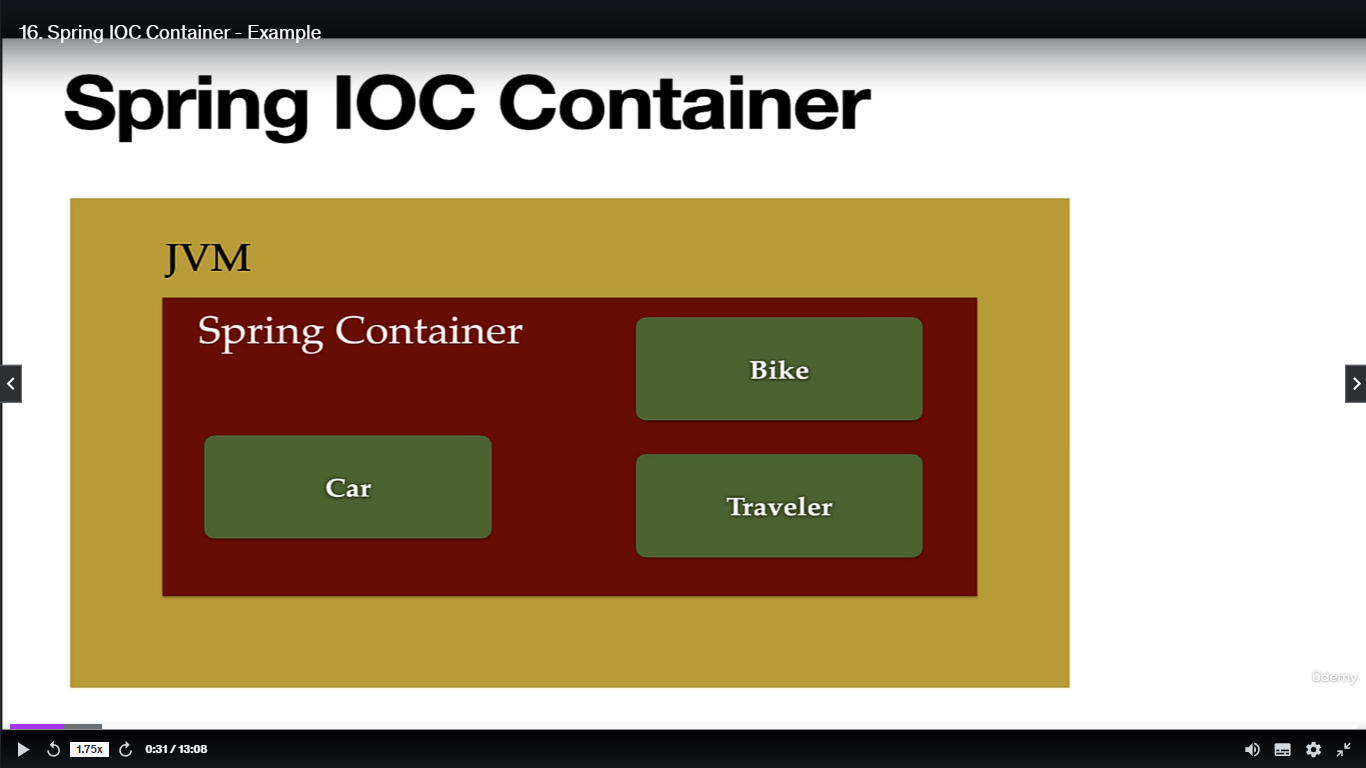 16. Spring IOC Container - Example
Spring IOC Container
JVM
Spring Container
Bike
Car
Traveler
ûdemy
1.75x
0:31 / 13:08